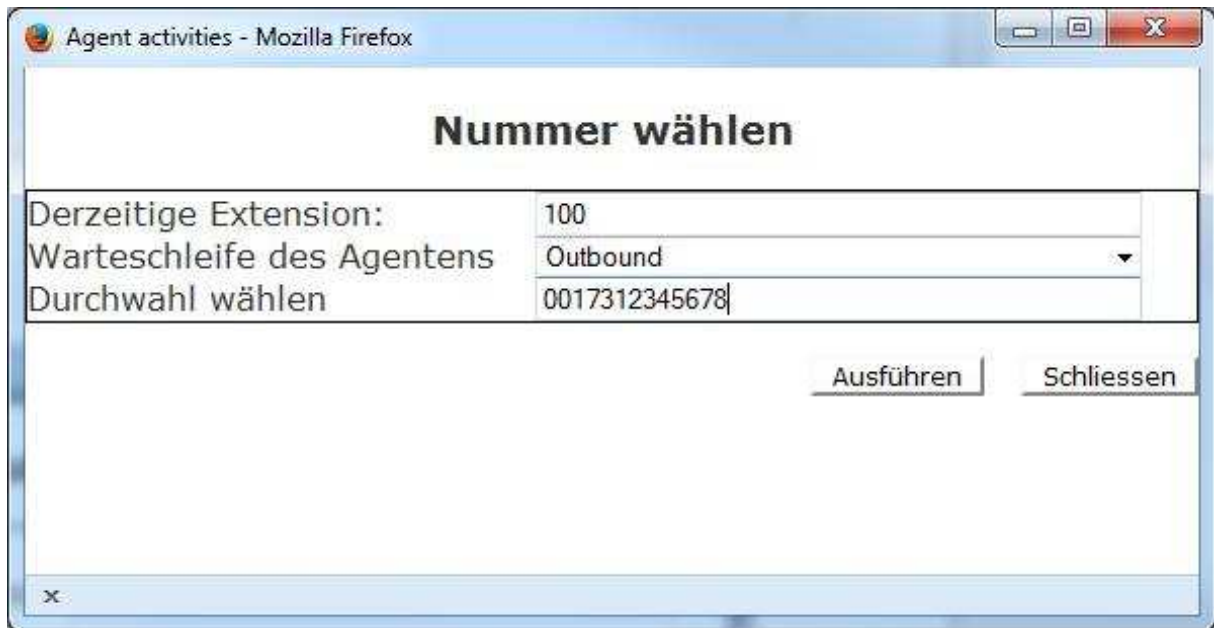 Agent activities - Mozilla Firefox
Nummer wählen
Derzeitige Extension: 100
Warteschleife des Agentens Outbound
Durchwahl wählen 0017312345678
Ausführen Schliessen